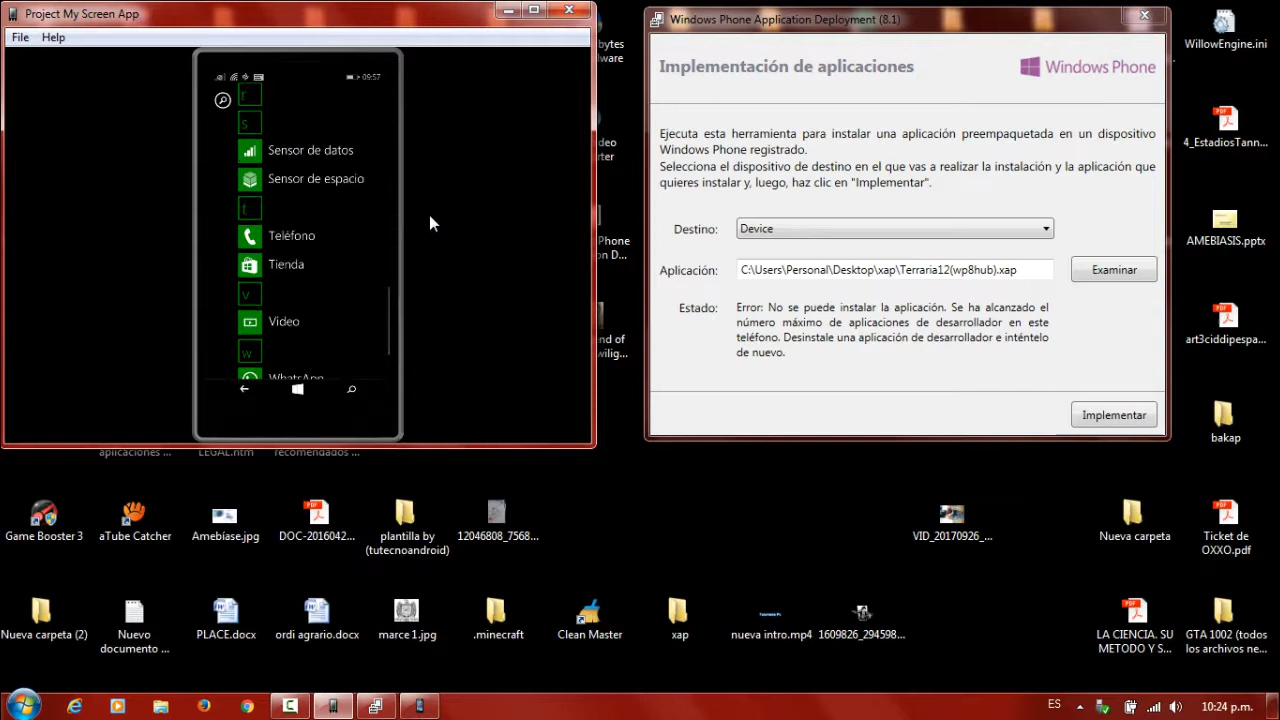 Project My Screen App
File Help
09:57
r
s
Sensor de datos
Sensor de espacio
t
Teléfono
Tienda
v
Video
w
WhatsApp
Windows Phone Application Deployment (8.1)
Implementación de aplicaciones
Windows Phone
Ejecuta esta herramienta para instalar una aplicación preempaquetada en un dispositivo
Windows Phone registrado.
Selecciona el dispositivo de destino en el que vas a realizar la instalación y la aplicación que
quieres instalar y, luego, haz clic en "Implementar".
Destino: Device
Aplicación: C:\Users\Personal\Desktop\xap\Terraria12(wp8hub).xap Examinar
Estado: Error: No se puede instalar la aplicación. Se ha alcanzado el
número máximo de aplicaciones de desarrollador en este
teléfono. Desinstale una aplicación de desarrollador e inténtelo
de nuevo.
Implementar
WillowEngine.ini
4_EstadiosTann...
AMEBIASIS.pptx
art3ciddipespa...
bakap
aplicaciones ... LEGAL.htm recomendados ...
Game Booster 3
aTube Catcher
Amebíase.jpg
DOC-2016042...
plantilla by
(tutecnoandroid)
12046808_7568...
VID_20170926_...
Nueva carpeta
Ticket de
OXXO.pdf
Nueva carpeta (2)
Nuevo
documento ...
PLACE.docx
ordi agrario.docx
marce 1.jpg
.minecraft
Clean Master
xap
nueva intro.mp4
1609826_294598...
LA CIENCIA. SU
METODO Y S...
GTA 1002 (todos
los archivos ne...
ES
10:24 p.m.